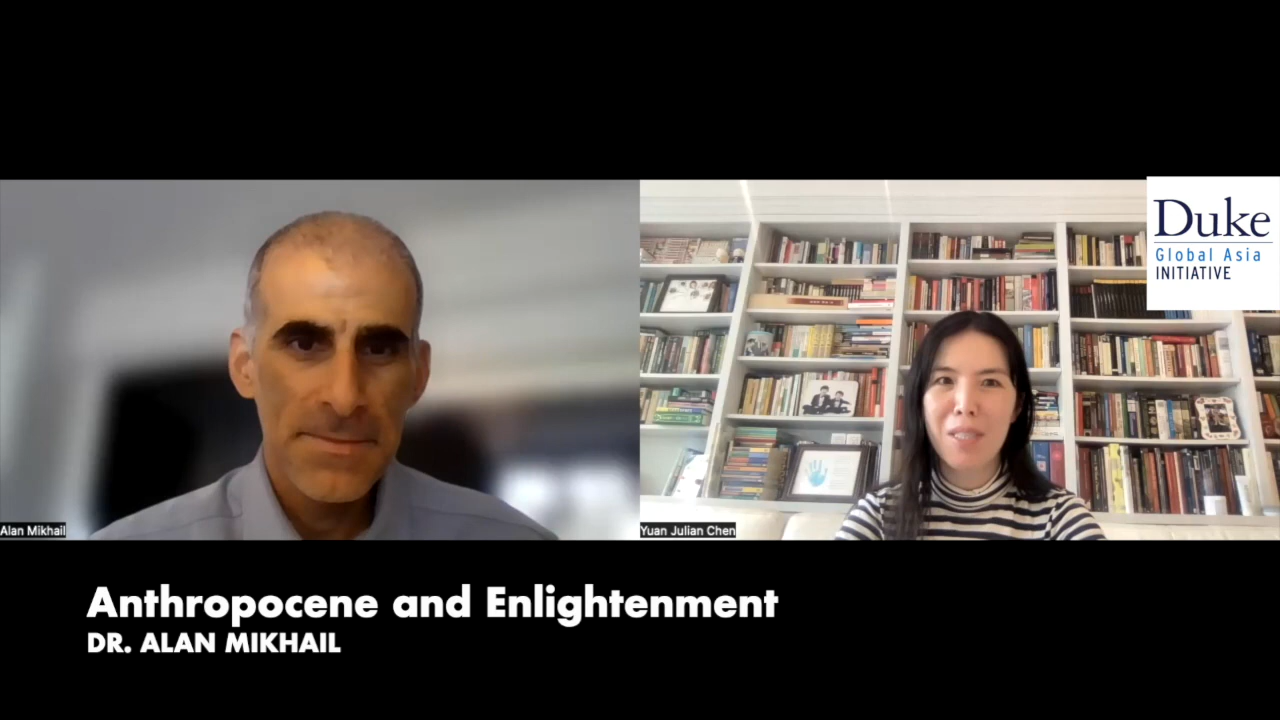 Duke
Global Asia
INITIATIVE
Alan Mikhail
Yuan Julian Chen
Anthropocene and Enlightenment
DR. ALAN MIKHAIL